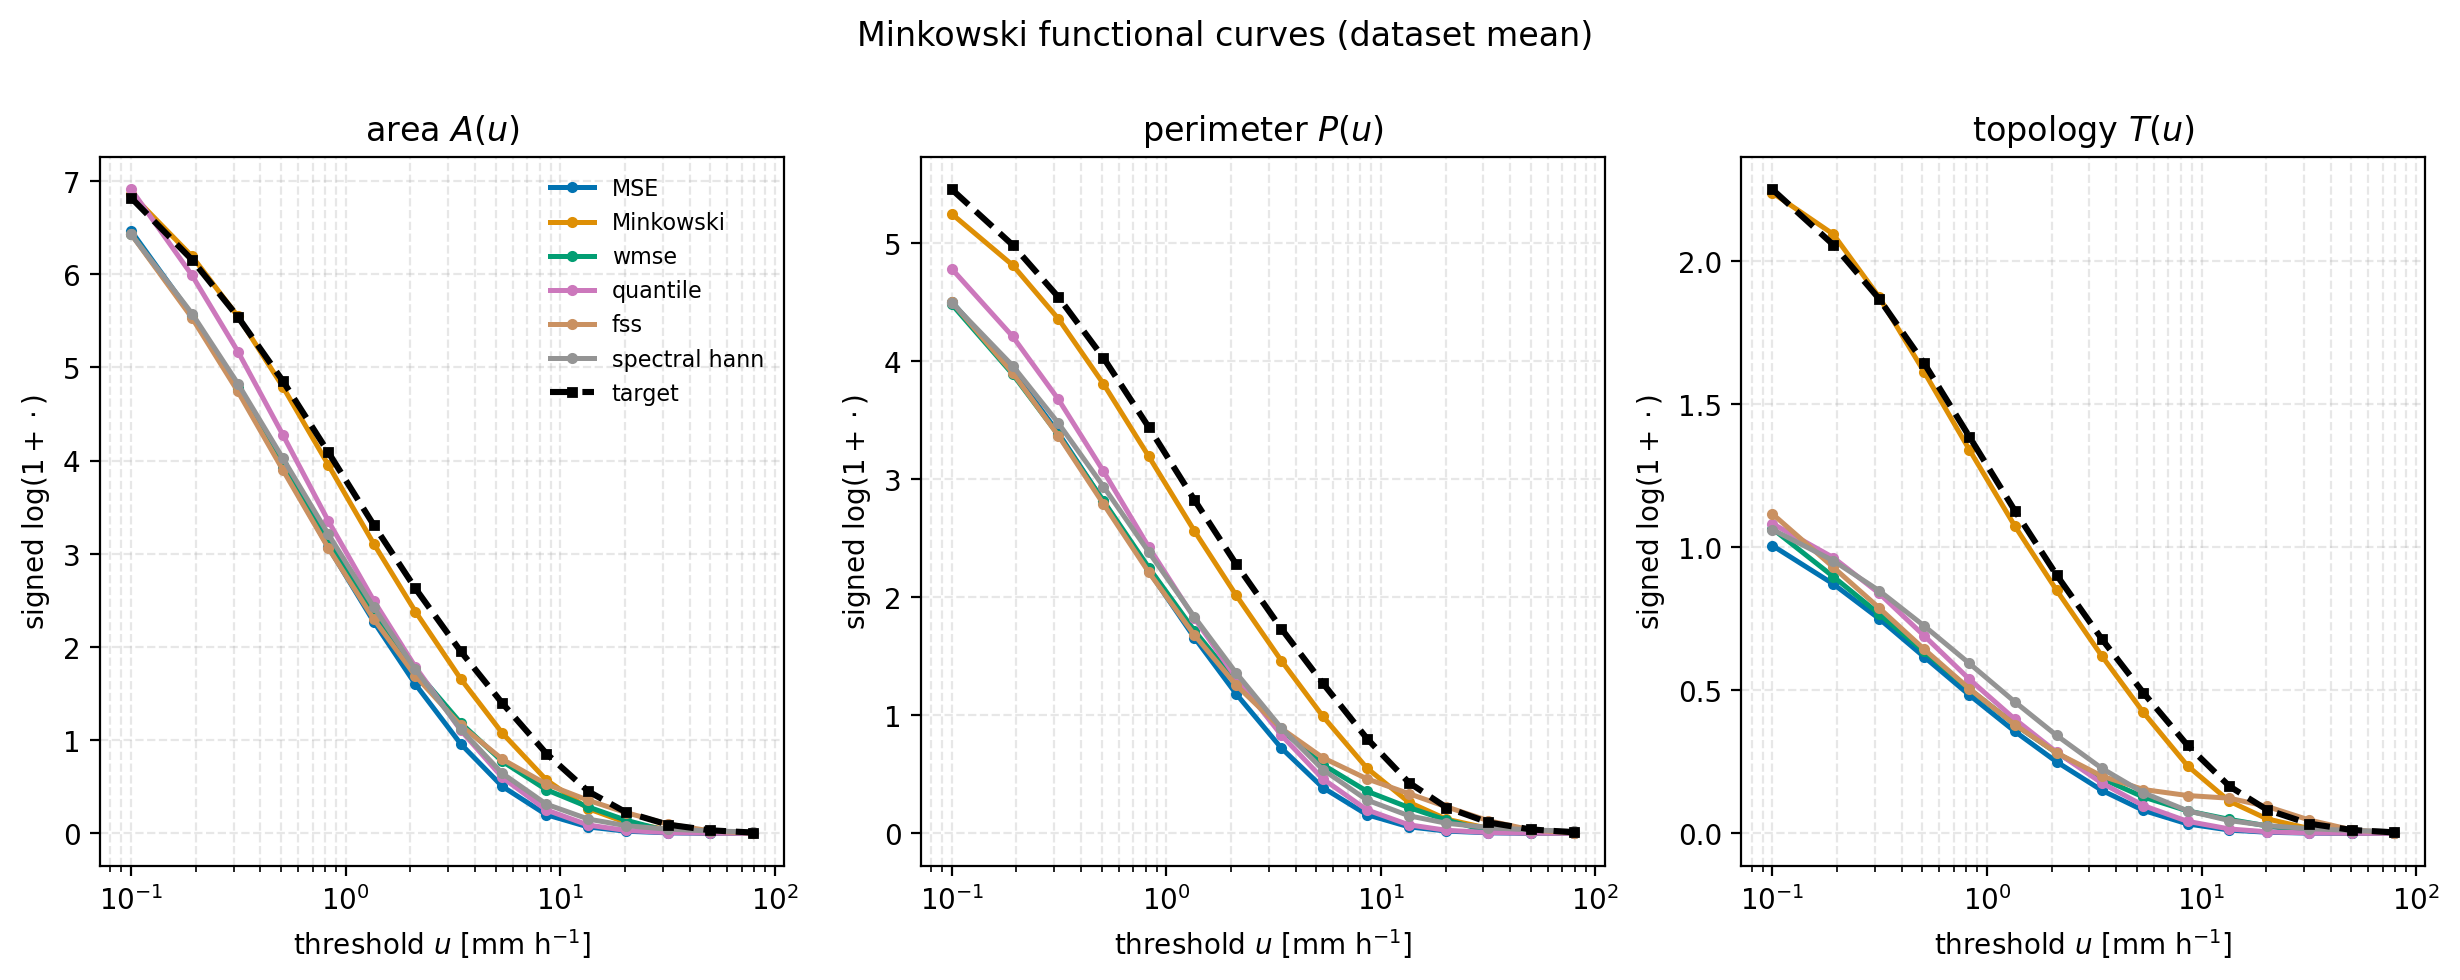 Minkowski functional curves (dataset mean)
area A(u)
signed log(1 + · )
7
6
5
4
3
2
1
0
10⁻¹
10⁰
10¹
10²
threshold u [mm h⁻¹]
MSE
Minkowski
wmse
quantile
fss
spectral hann
target
perimeter P(u)
signed log(1 + · )
5
4
3
2
1
0
10⁻¹
10⁰
10¹
10²
threshold u [mm h⁻¹]
topology T(u)
signed log(1 + · )
2.0
1.5
1.0
0.5
0.0
10⁻¹
10⁰
10¹
10²
threshold u [mm h⁻¹]